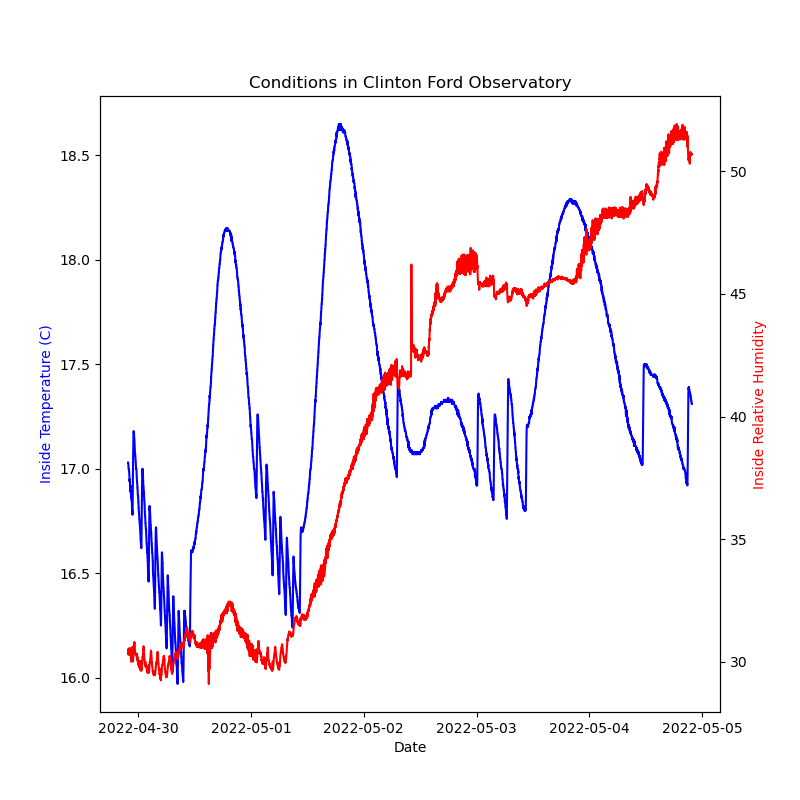 Conditions in Clinton Ford Observatory
Inside Temperature (C)
18.5
18.0
17.5
17.0
16.5
16.0
50
45
40
35
30
Inside Relative Humidity
2022-04-30 2022-05-01 2022-05-02 2022-05-03 2022-05-04 2022-05-05
Date